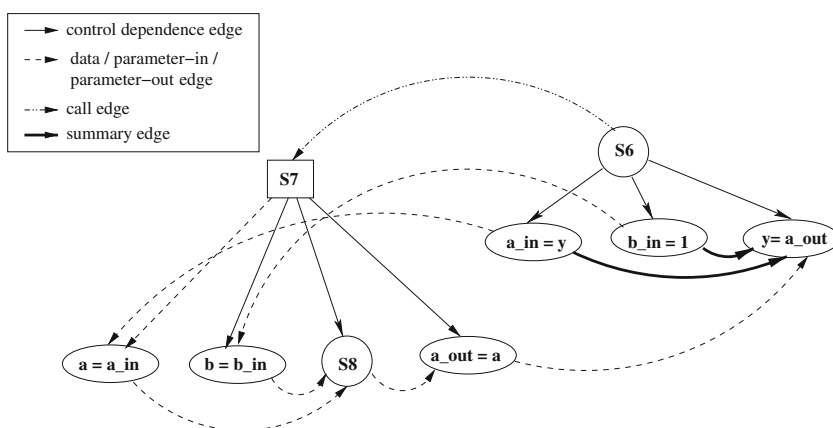 control dependence edge
data / parameter−in /
parameter−out edge
call edge
summary edge
S6
S7
a_in = y
b_in = 1
y= a_out
a = a_in
b = b_in
S8
a_out = a